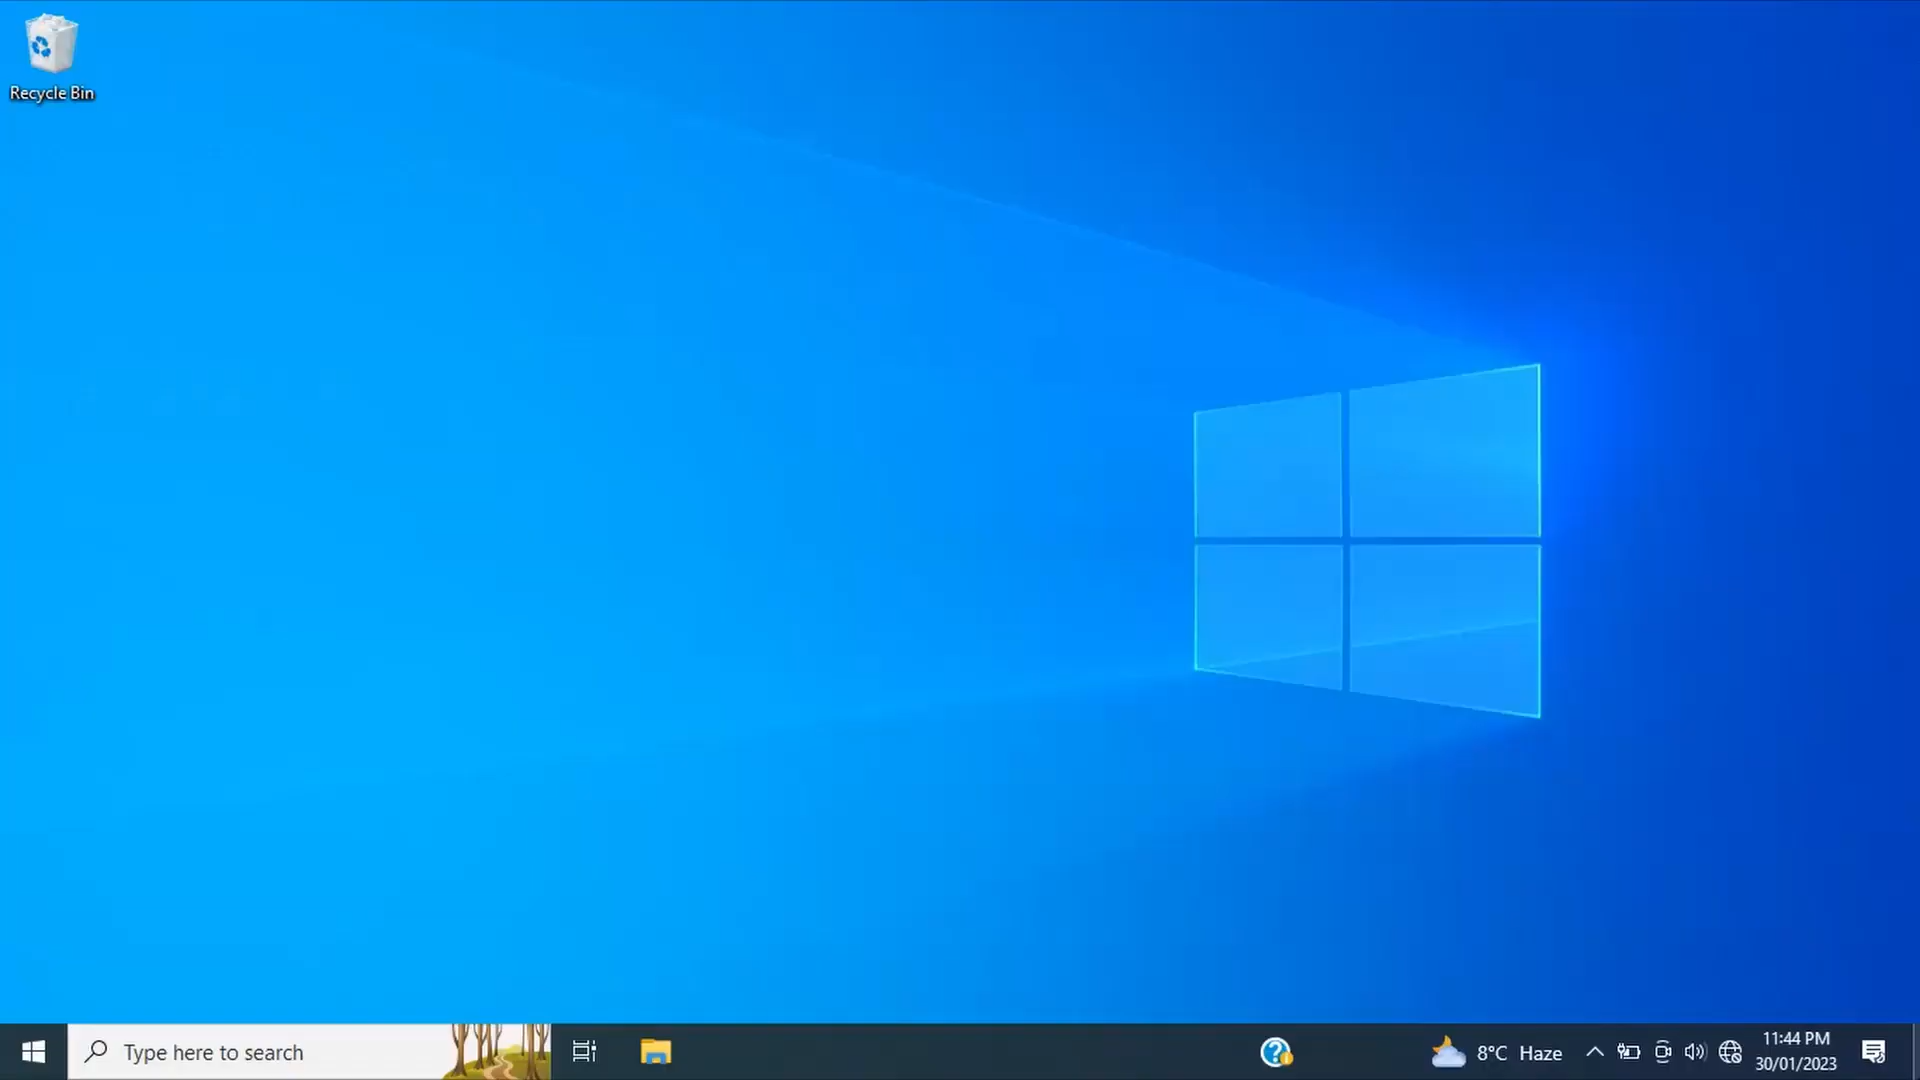 Recycle Bin
Type here to search
8°C Haze
11:44 PM
30/01/2023